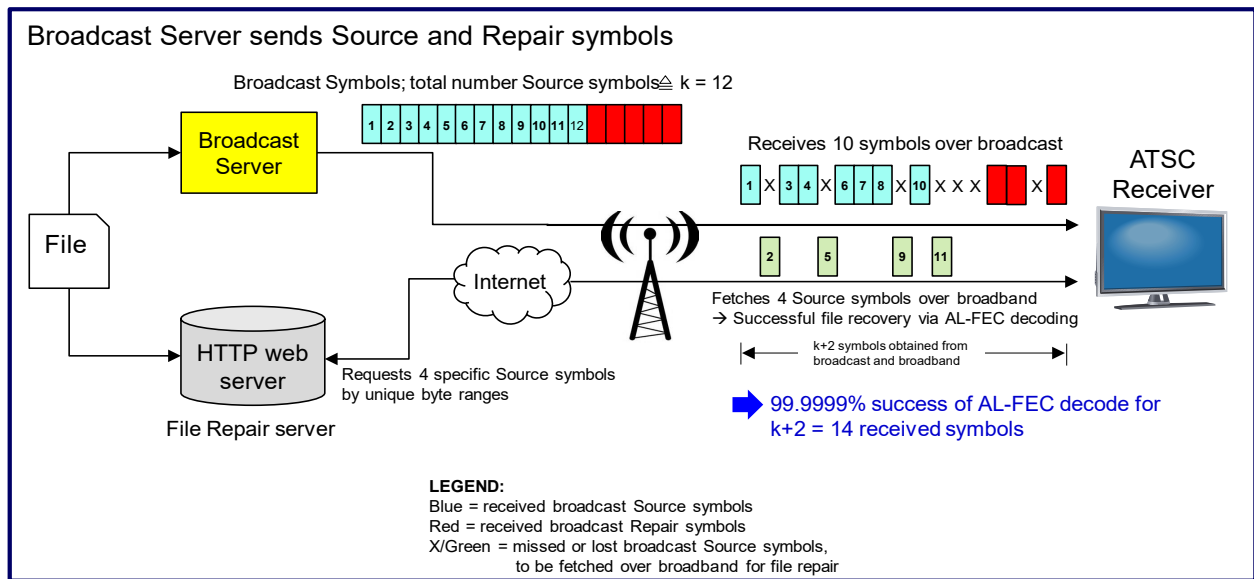 Broadcast Server sends Source and Repair symbols
Broadcast Symbols; total number Source symbols≙ k = 12
1 2 3 4 5 6 7 8 9 10 11 12
Broadcast
Server
Receives 10 symbols over broadcast
1 X 3 4 X 6 7 8 X 10 X X X X
ATSC
Receiver
File
Internet
2 5 9 11
Fetches 4 Source symbols over broadband
→ Successful file recovery via AL-FEC decoding
k+2 symbols obtained from
broadcast and broadband
HTTP web
server
Requests 4 specific Source symbols
by unique byte ranges
File Repair server
99.9999% success of AL-FEC decode for
k+2 = 14 received symbols
LEGEND:
Blue = received broadcast Source symbols
Red = received broadcast Repair symbols
X/Green = missed or lost broadcast Source symbols,
to be fetched over broadband for file repair